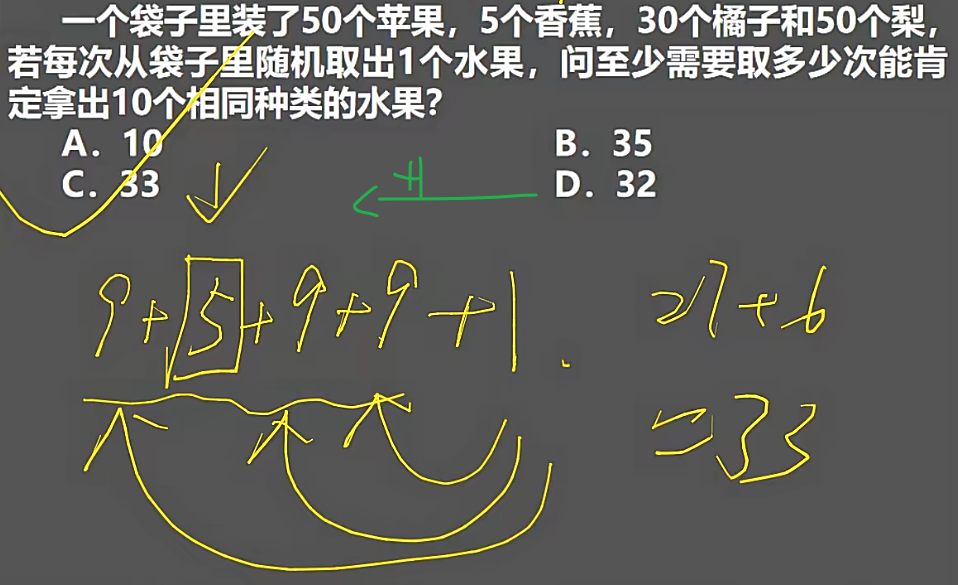 一个袋子里装了50个苹果，5个香蕉，30个橘子和50个梨，
若每次从袋子里随机取出1个水果，问至少需要取多少次能肯
定拿出10个相同种类的水果？
A．10 B．35
C．33 D．32
9+5+9+9+1 27+6
=33